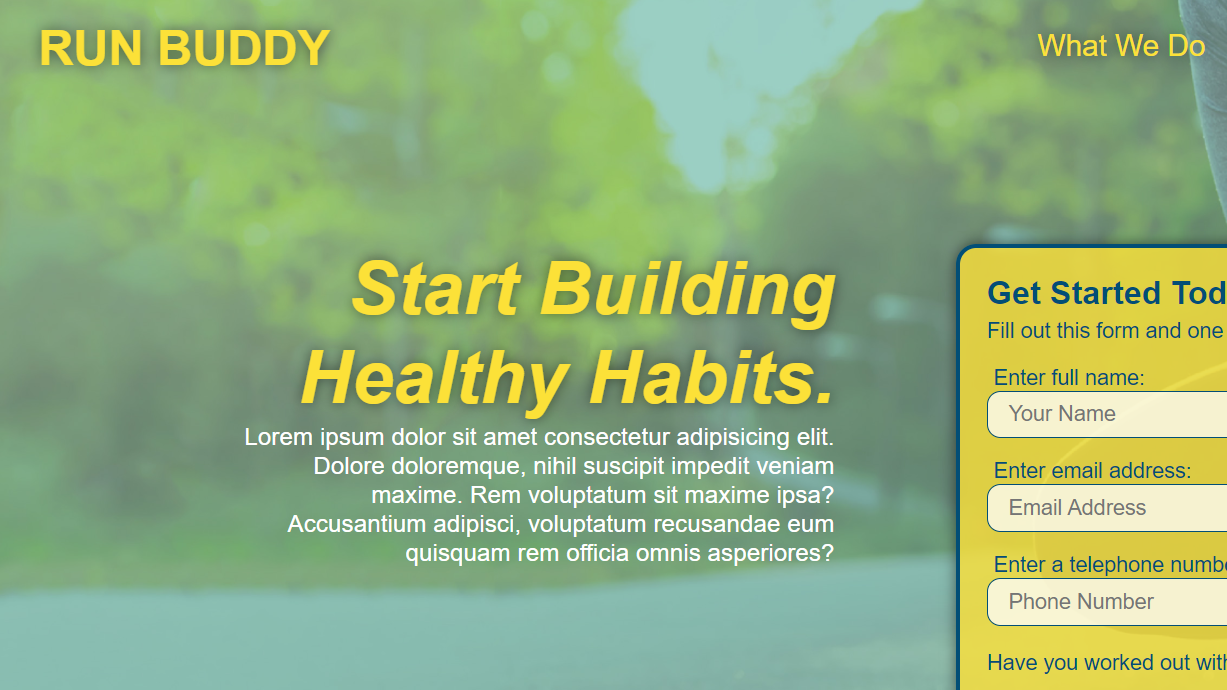 RUN BUDDY
What We Do
Start Building
Healthy Habits.
Lorem ipsum dolor sit amet consectetur adipisicing elit.
Dolore doloremque, nihil suscipit impedit veniam
maxime. Rem voluptatum sit maxime ipsa?
Accusantium adipisci, voluptatum recusandae eum
quisquam rem officia omnis asperiores?
Get Started Tod
Fill out this form and one
Enter full name:
Your Name
Enter email address:
Email Address
Enter a telephone numbe
Phone Number
Have you worked out with